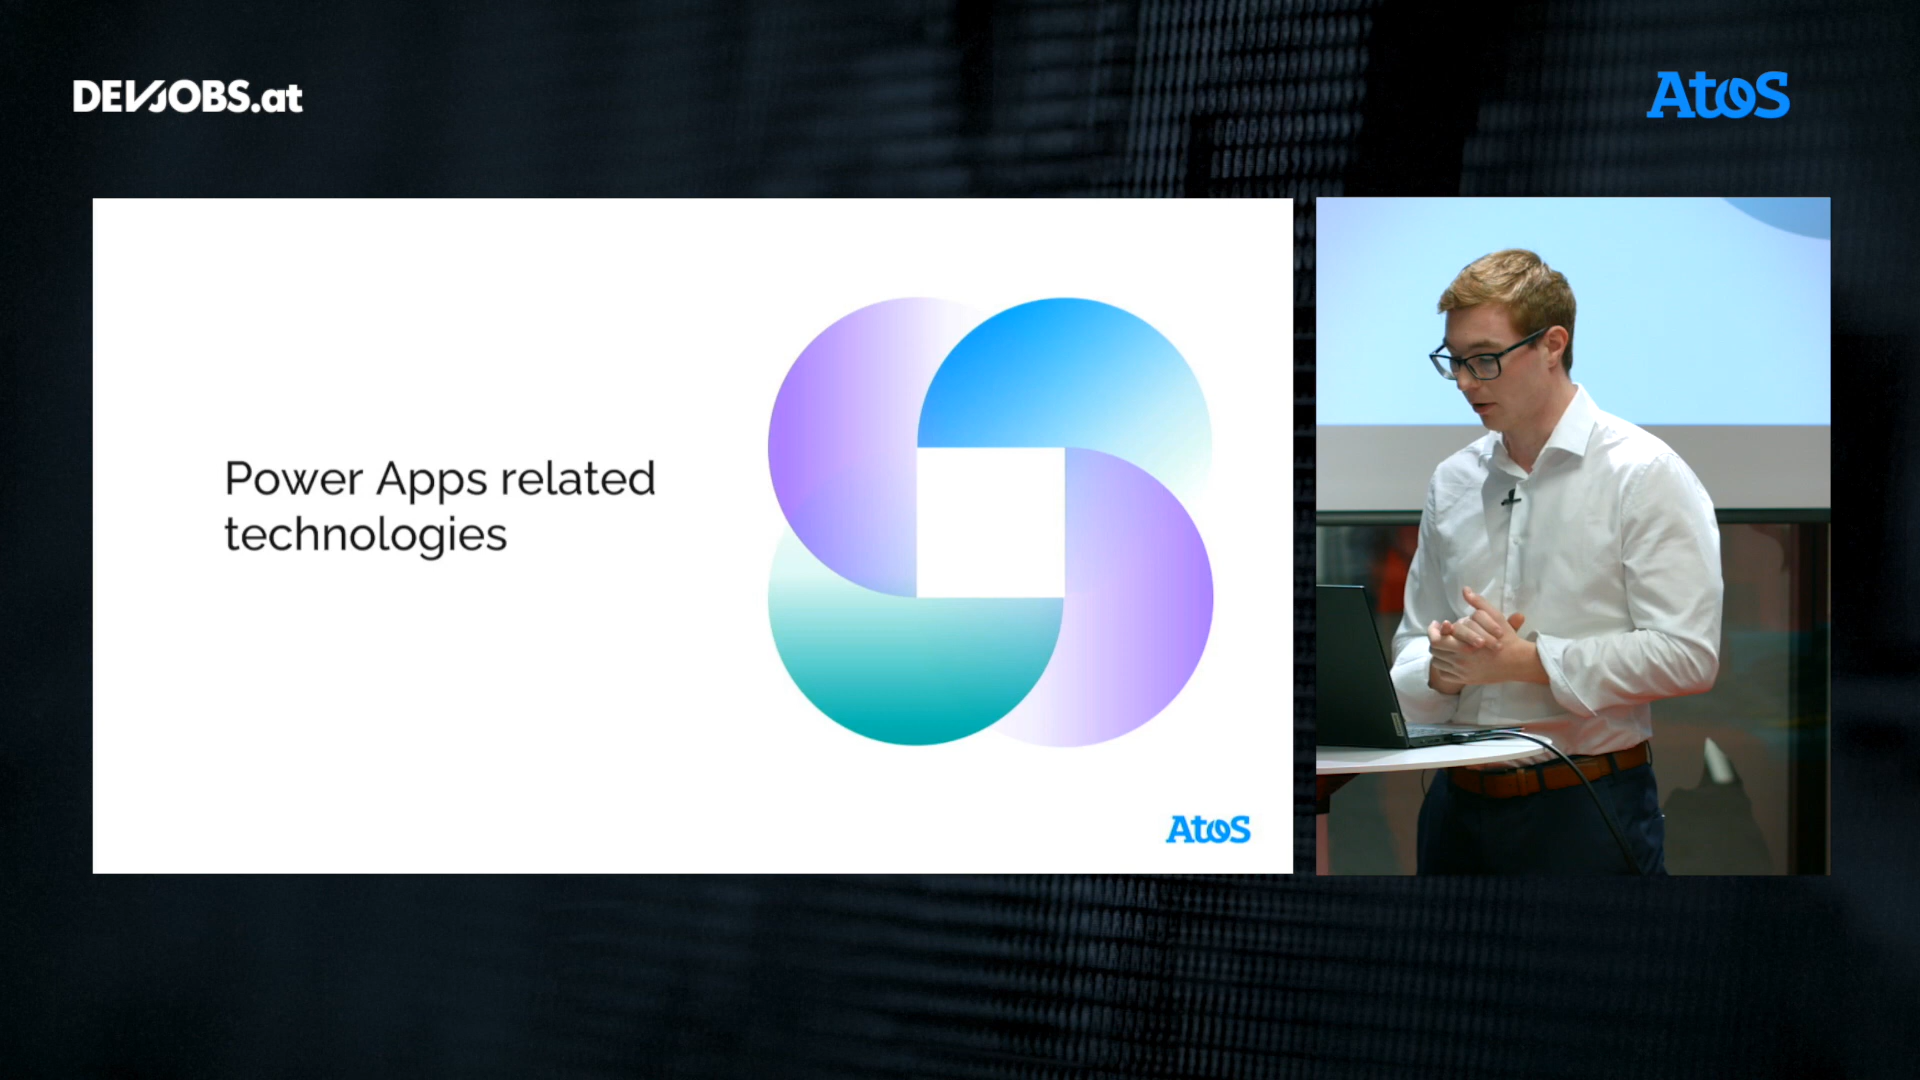 DEVJOBS.at
Atos
Power Apps related
technologies
Atos